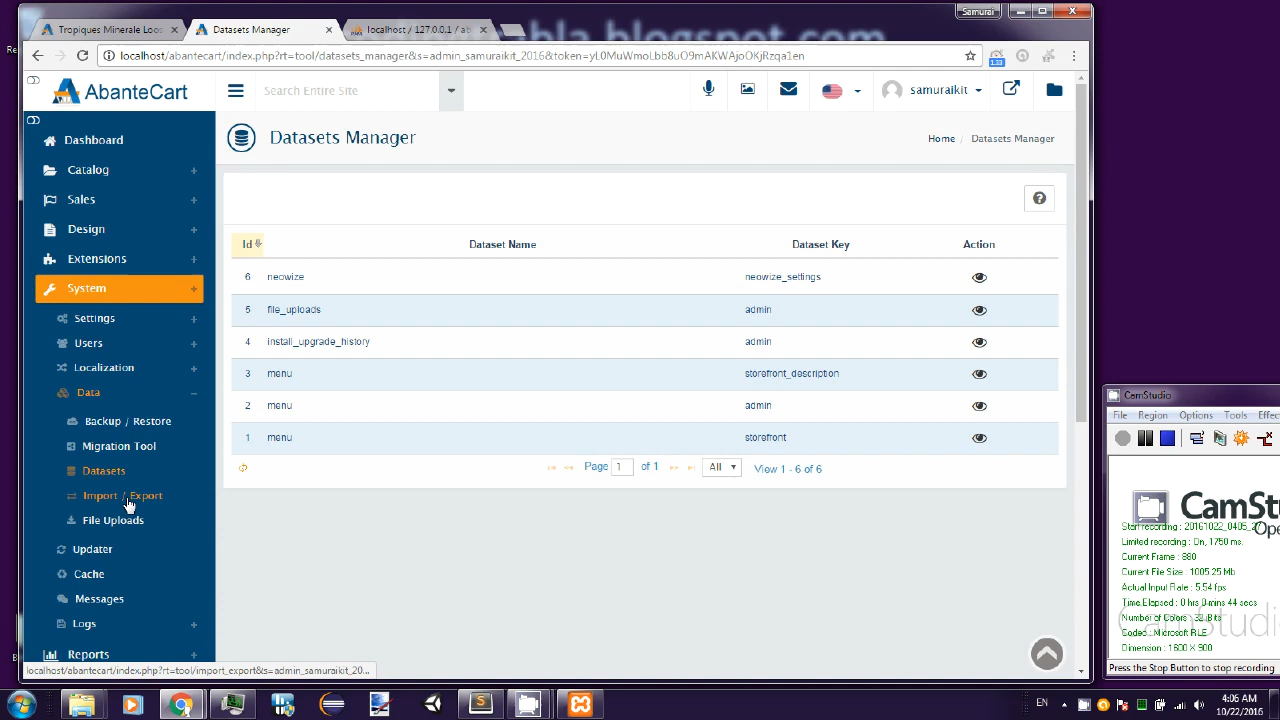 Samurai
Tropiques Minerale Loos
Datasets Manager
localhost / 127.0.0.1 / ab
localhost/abantecart/index.php?rt=tool/datasets_manager&s=admin_samuraikit_2016&token=yL0MuWmoLbb8uO9mAKWAjoOKjRzqa1en
1.33
AbanteCart
Search Entire Site
samuraikit
Dashboard
Catalog
Sales
Design
Extensions
System
Settings
Users
Localization
Data
Backup / Restore
Migration Tool
Datasets
Import / Export
File Uploads
Updater
Cache
Messages
Logs
Reports
Datasets Manager
Home / Datasets Manager
Id Dataset Name Dataset Key Action
6 neowize neowize_settings
5 file_uploads admin
4 install_upgrade_history admin
3 menu storefront_description
2 menu admin
1 menu storefront
Page 1 of 1 All View 1 - 6 of 6
localhost/abantecart/index.php?rt=tool/import_export&s=admin_samuraikit_20...
CamStudio
File Region Options Tools Effec
CamStu
Start recording : 20161022_0405_2
Limited recording : On, 1750 ms.
Current Frame : 880
Current File Size : 1005.25 Mb
Actual Input Rate : 5.54 fps
Time Elapsed : 0 hrs 0 mins 44 secs
Number of Colors : 32 Bits
Codec : Microsoft RLE
Dimension : 1600 X 900
Press the Stop Button to stop recording
EN
4:05 AM
10/22/2016